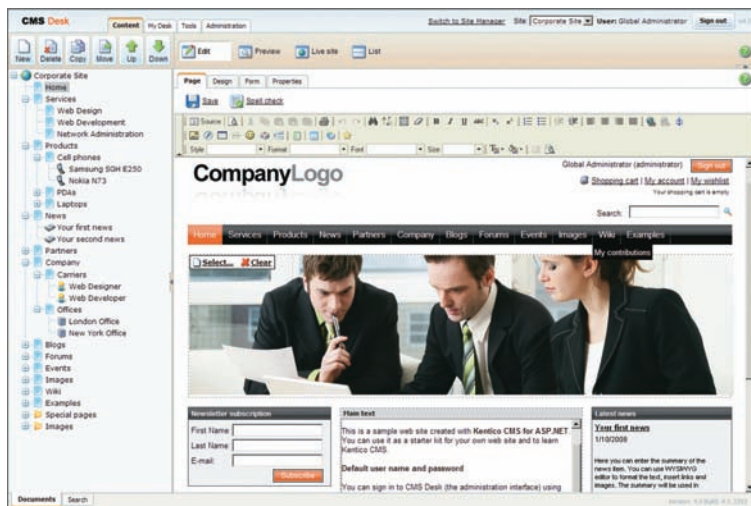 CMS Desk
Content My Desk Tools Administration
Switch to Site Manager Site: Corporate Site User: Global Administrator Sign out
New Delete Copy Move Up Down
Edit Preview Live site List
Corporate Site
Home
Services
Web Design
Web Development
Network Administration
Products
Cell phones
Samsung SGH E250
Nokia N73
PDAs
Laptops
News
Your first news
Your second news
Partners
Company
Carriers
Web Designer
Web Developer
Offices
London Office
New York Office
Blogs
Forums
Events
Images
Wiki
Examples
Special pages
Images
Documents Search
Page Design Form Properties
Save Spell check
Source
Style Format Font Size
CompanyLogo
Global Administrator (administrator) Sign out
Shopping cart | My account | My wishlist
Your shopping cart is empty
Search:
Home Services Products News Partners Company Blogs Forums Events Images Wiki Examples
My contributions
Select... Clear
Newsletter subscription
First Name
Last Name
E-mail:
Subscribe
Main text
This is a sample web site created with Kentico CMS for ASP.NET.
You can use it as a starter kit for your own web site and to learn
Kentico CMS.
Default user name and password
You can sign in to CMS Desk (the administration interface) using
Latest news
Your first news
1/10/2008
Here you can enter the summary of the
news item. You can use WYSIWYG
editor to format the text, insert links and
images. The summary will be used in